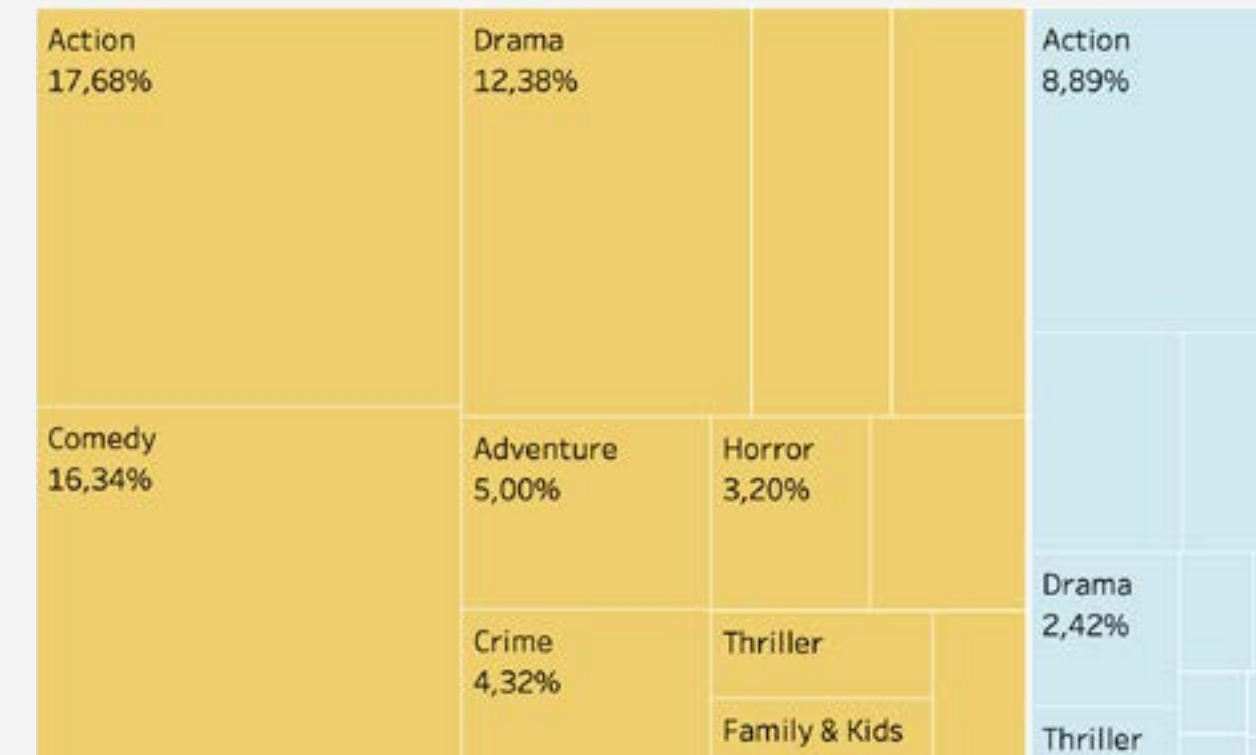 Action
17,68%
Drama
12,38%
Action
8,89%
Comedy
16,34%
Adventure
5,00%
Horror
3,20%
Drama
2,42%
Crime
4,32%
Thriller
Family & Kids
Thriller